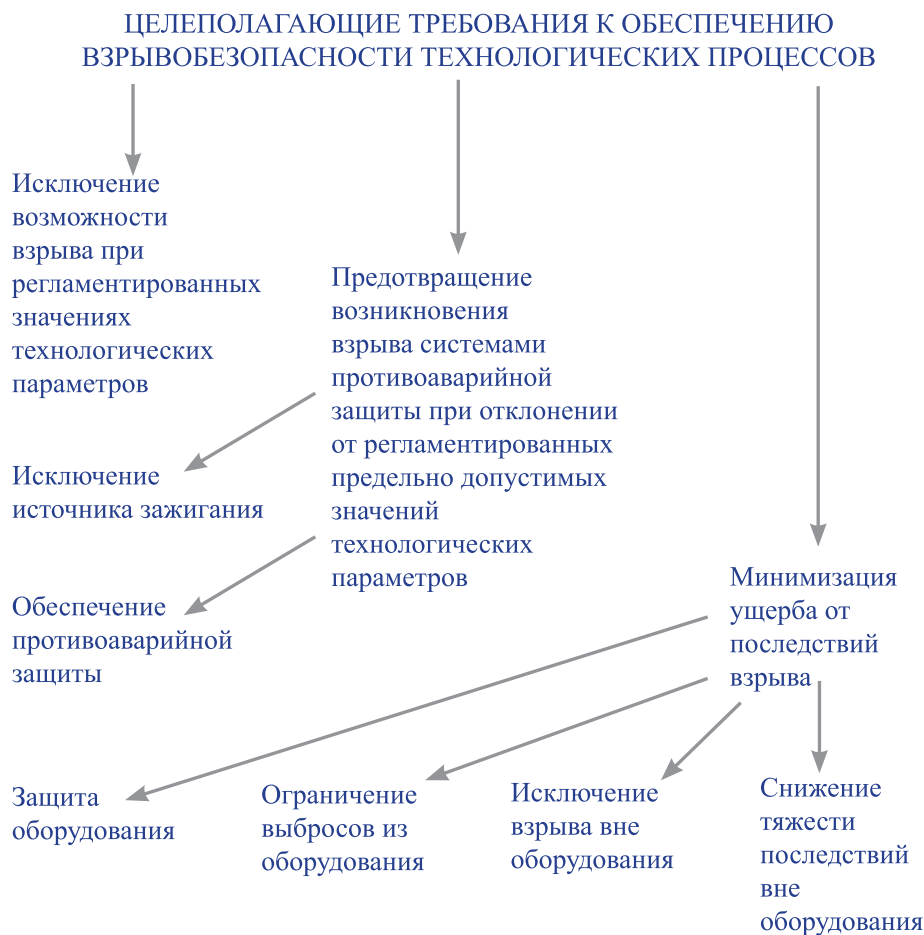 ЦЕЛЕПОЛАГАЮЩИЕ ТРЕБОВАНИЯ К ОБЕСПЕЧЕНИЮ
ВЗРЫВОБЕЗОПАСНОСТИ ТЕХНОЛОГИЧЕСКИХ ПРОЦЕССОВ
Исключение
возможности
взрыва при
регламентированных
значениях
технологических
параметров
Предотвращение
возникновения
взрыва системами
противоаварийной
защиты при отклонении
от регламентированных
предельно допустимых
значений
технологических
параметров
Исключение
источника зажигания
Обеспечение
противоаварийной
защиты
Минимизация
ущерба от
последствий
взрыва
Защита
оборудования
Ограничение
выбросов из
оборудования
Исключение
взрыва вне
оборудования
Снижение
тяжести
последствий
вне
оборудования